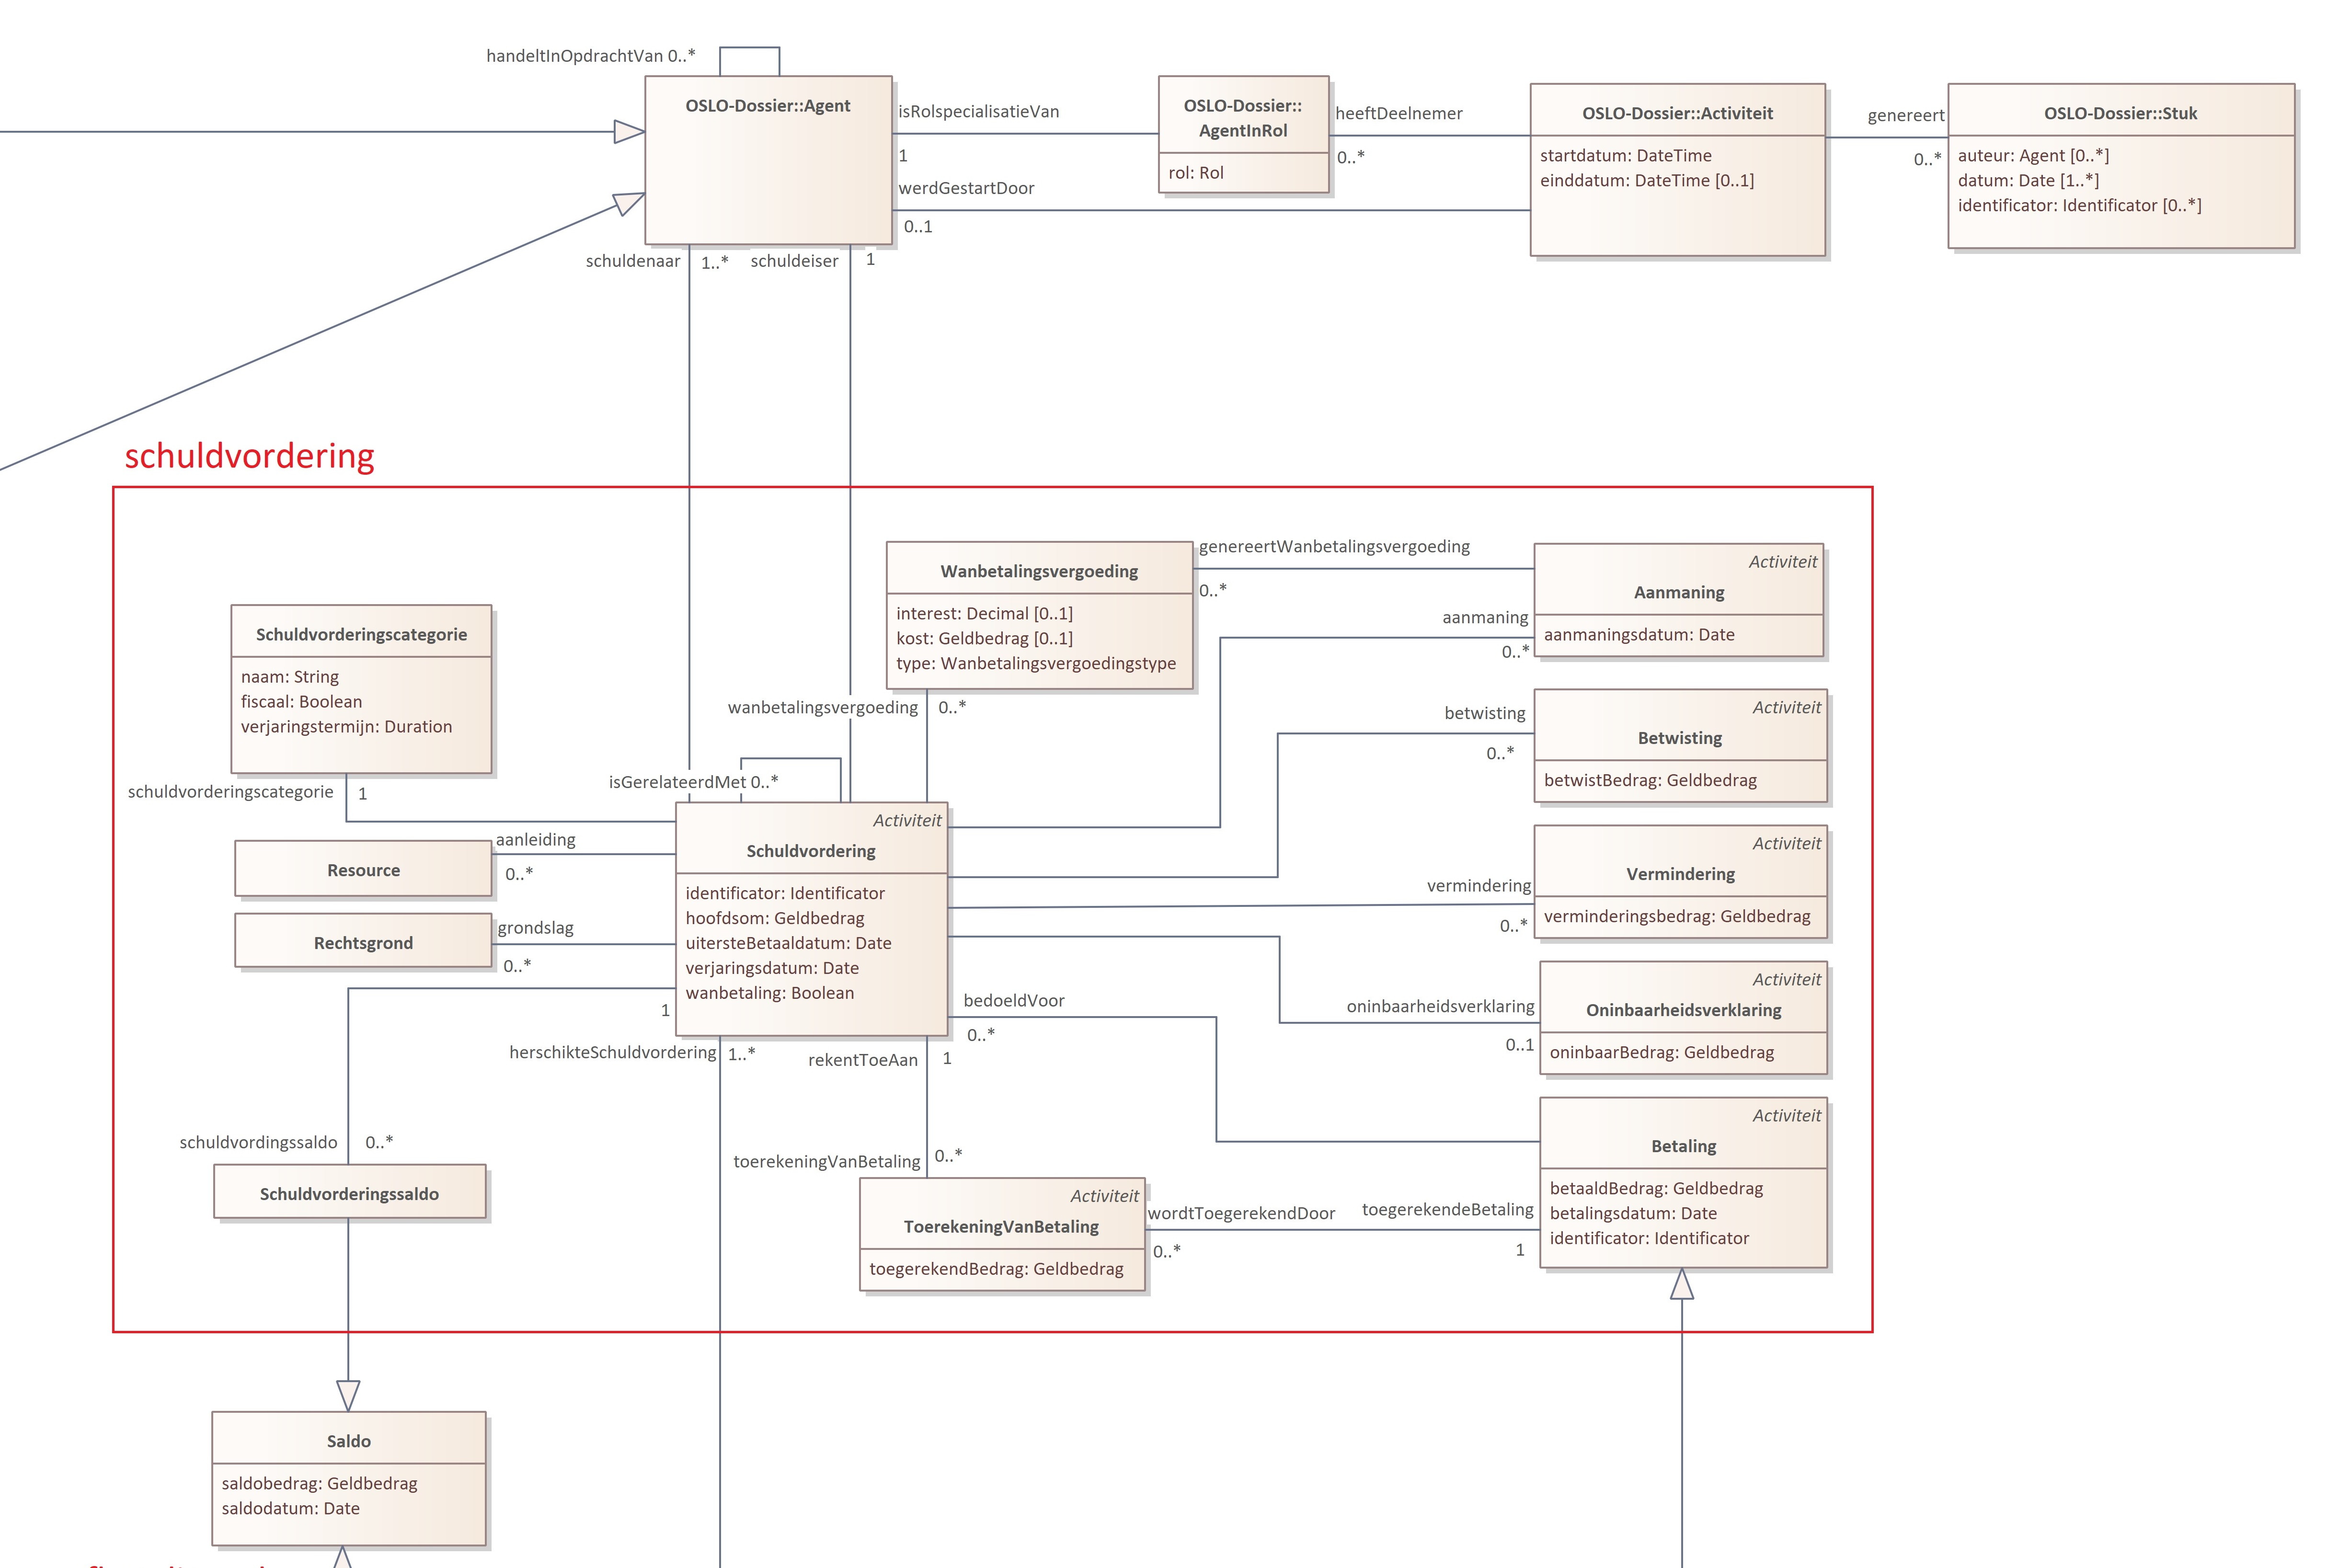 handeltInOpdrachtVan 0..*
OSLO-Dossier::Agent
isRolspecialisatieVan
1
werdGestartDoor
0..1
OSLO-Dossier::
AgentInRol
rol: Rol
heeftDeelnemer
0..*
OSLO-Dossier::Activiteit
startdatum: DateTime
einddatum: DateTime [0..1]
genereert
0..*
OSLO-Dossier::Stuk
auteur: Agent [0..*]
datum: Date [1..*]
identificator: Identificator [0..*]
schuldenaar
1..*
schuldeiser
1
schuldvordering
Wanbetalingsvergoeding
interest: Decimal [0..1]
kost: Geldbedrag [0..1]
type: Wanbetalingsvergoedingstype
genereertWanbetalingsvergoeding
0..*
Activiteit
Aanmaning
aanmaningsdatum: Date
aanmaning
0..*
Schuldvorderingscategorie
naam: String
fiscaal: Boolean
verjaringstermijn: Duration
wanbetalingsvergoeding
0..*
betwisting
0..*
Activiteit
Betwisting
betwistBedrag: Geldbedrag
isGerelateerdMet 0..*
schuldvorderingscategorie
1
Activiteit
Schuldvordering
identificator: Identificator
hoofdsom: Geldbedrag
uitersteBetaaldatum: Date
verjaringsdatum: Date
wanbetaling: Boolean
Resource
aanleiding
0..*
Rechtsgrond
grondslag
0..*
vermindering
0..*
Activiteit
Vermindering
verminderingsbedrag: Geldbedrag
1
bedoeldVoor
0..*
oninbaarheidsverklaring
0..1
Activiteit
Oninbaarheidsverklaring
oninbaarBedrag: Geldbedrag
herschikteSchuldvordering
1..*
rekentToeAan
1
schuldvordingssaldo
0..*
Schuldvorderingssaldo
toerekeningVanBetaling
0..*
Activiteit
ToerekeningVanBetaling
toegerekendBedrag: Geldbedrag
wordtToegerekendDoor
0..*
toegerekendeBetaling
1
Activiteit
Betaling
betaaldBedrag: Geldbedrag
betalingsdatum: Date
identificator: Identificator
Saldo
saldobedrag: Geldbedrag
saldodatum: Date